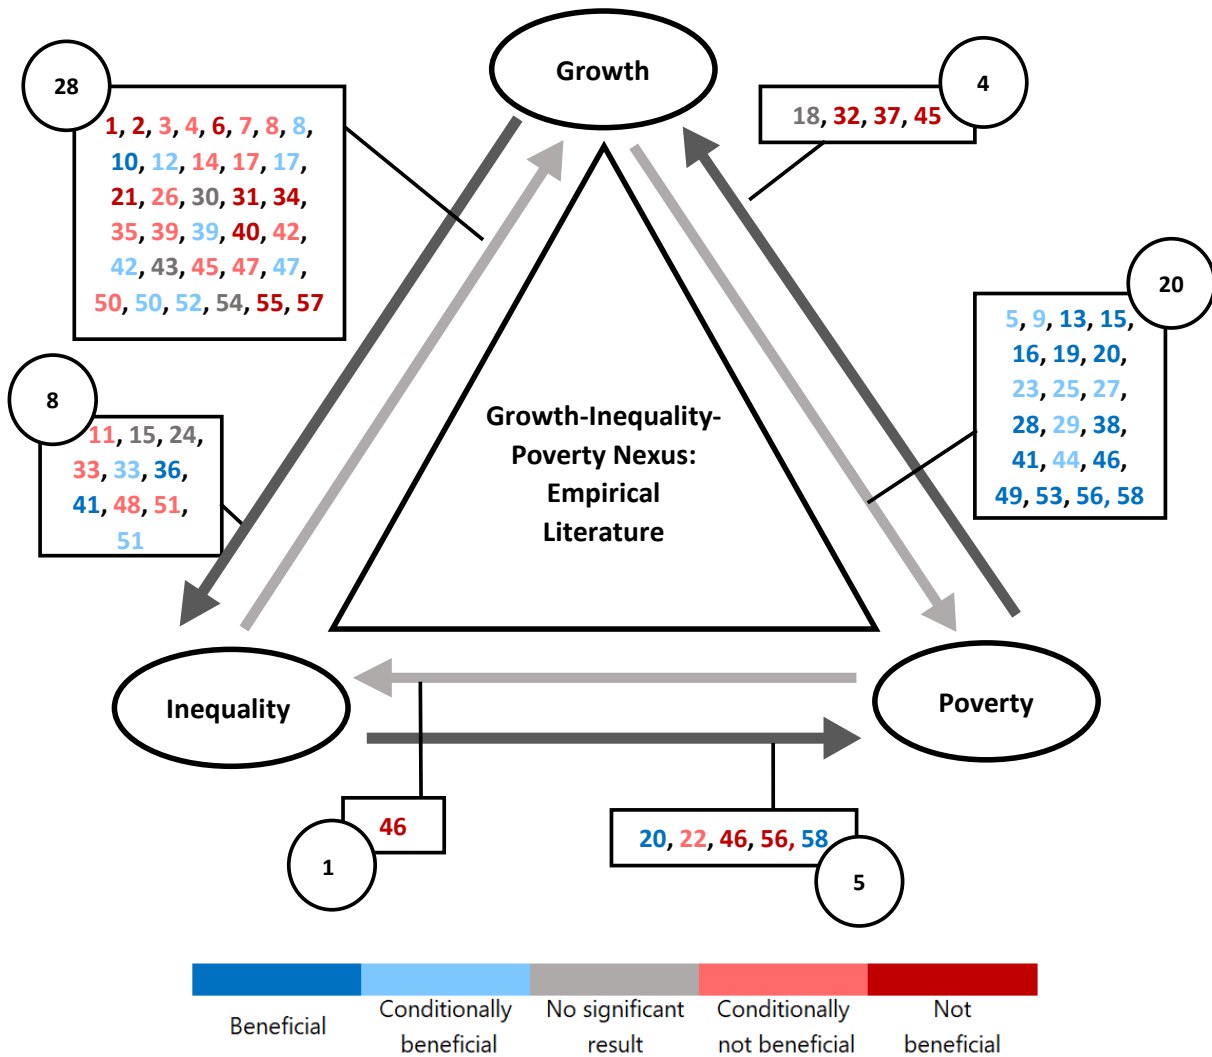 Growth
28
1, 2, 3, 4, 6, 7, 8, 8,
10, 12, 14, 17, 17,
21, 26, 30, 31, 34,
35, 39, 39, 40, 42,
42, 43, 45, 47, 47,
50, 50, 52, 54, 55, 57
4
18, 32, 37, 45
20
5, 9, 13, 15,
16, 19, 20,
23, 25, 27,
28, 29, 38,
41, 44, 46,
49, 53, 56, 58
8
11, 15, 24,
33, 33, 36,
41, 48, 51,
51
Growth-Inequality-
Poverty Nexus:
Empirical
Literature
Inequality
Poverty
46
1
20, 22, 46, 56, 58
5
Beneficial
Conditionally
beneficial
No significant
result
Conditionally
not beneficial
Not
beneficial